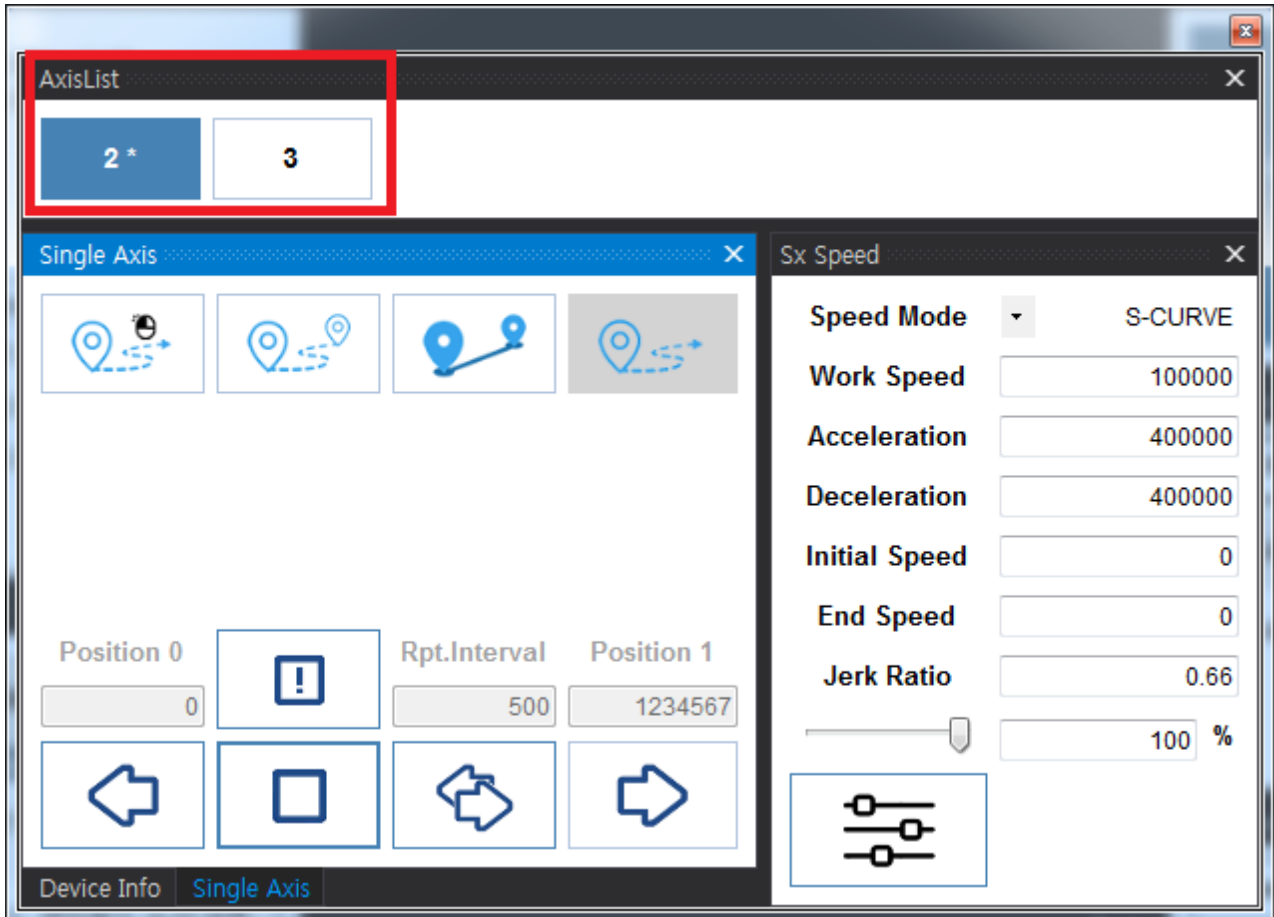 AxisList
2 *
3
Single Axis
Sx Speed
Speed Mode S-CURVE
Work Speed 100000
Acceleration 400000
Deceleration 400000
Initial Speed 0
End Speed 0
Jerk Ratio 0.66
100 %
Position 0 Rpt.Interval Position 1
0 500 1234567
Device Info Single Axis